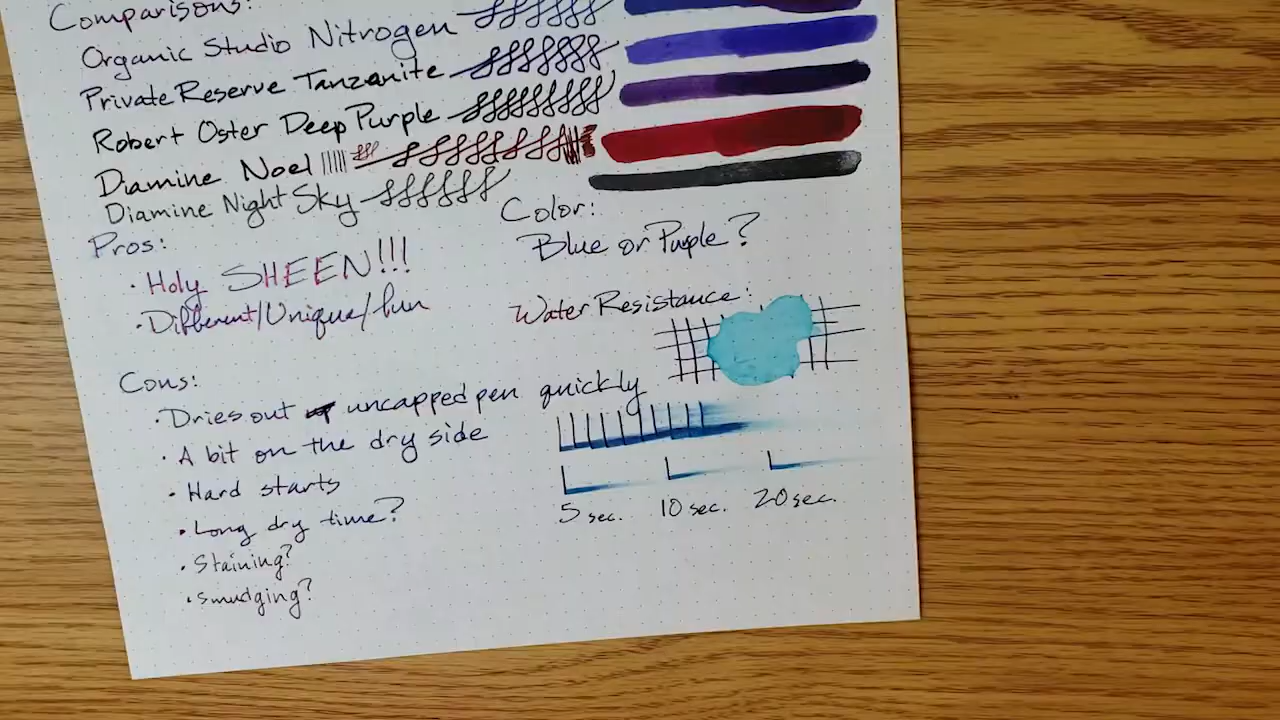 Comparisons:
Organic Studio Nitrogen
Private Reserve Tanzanite
Robert Oster Deep Purple
Diamine Noel
Diamine Night Sky
Pros:
· Holy SHEEN!!!
· Different/Unique/fun
Color:
Blue or Purple?
Water Resistance:
Cons:
· Dries out uncapped pen quickly
· A bit on the dry side
· Hard starts
· Long dry time?
· Staining?
· Smudging?
5 sec. 10 sec. 20 sec.